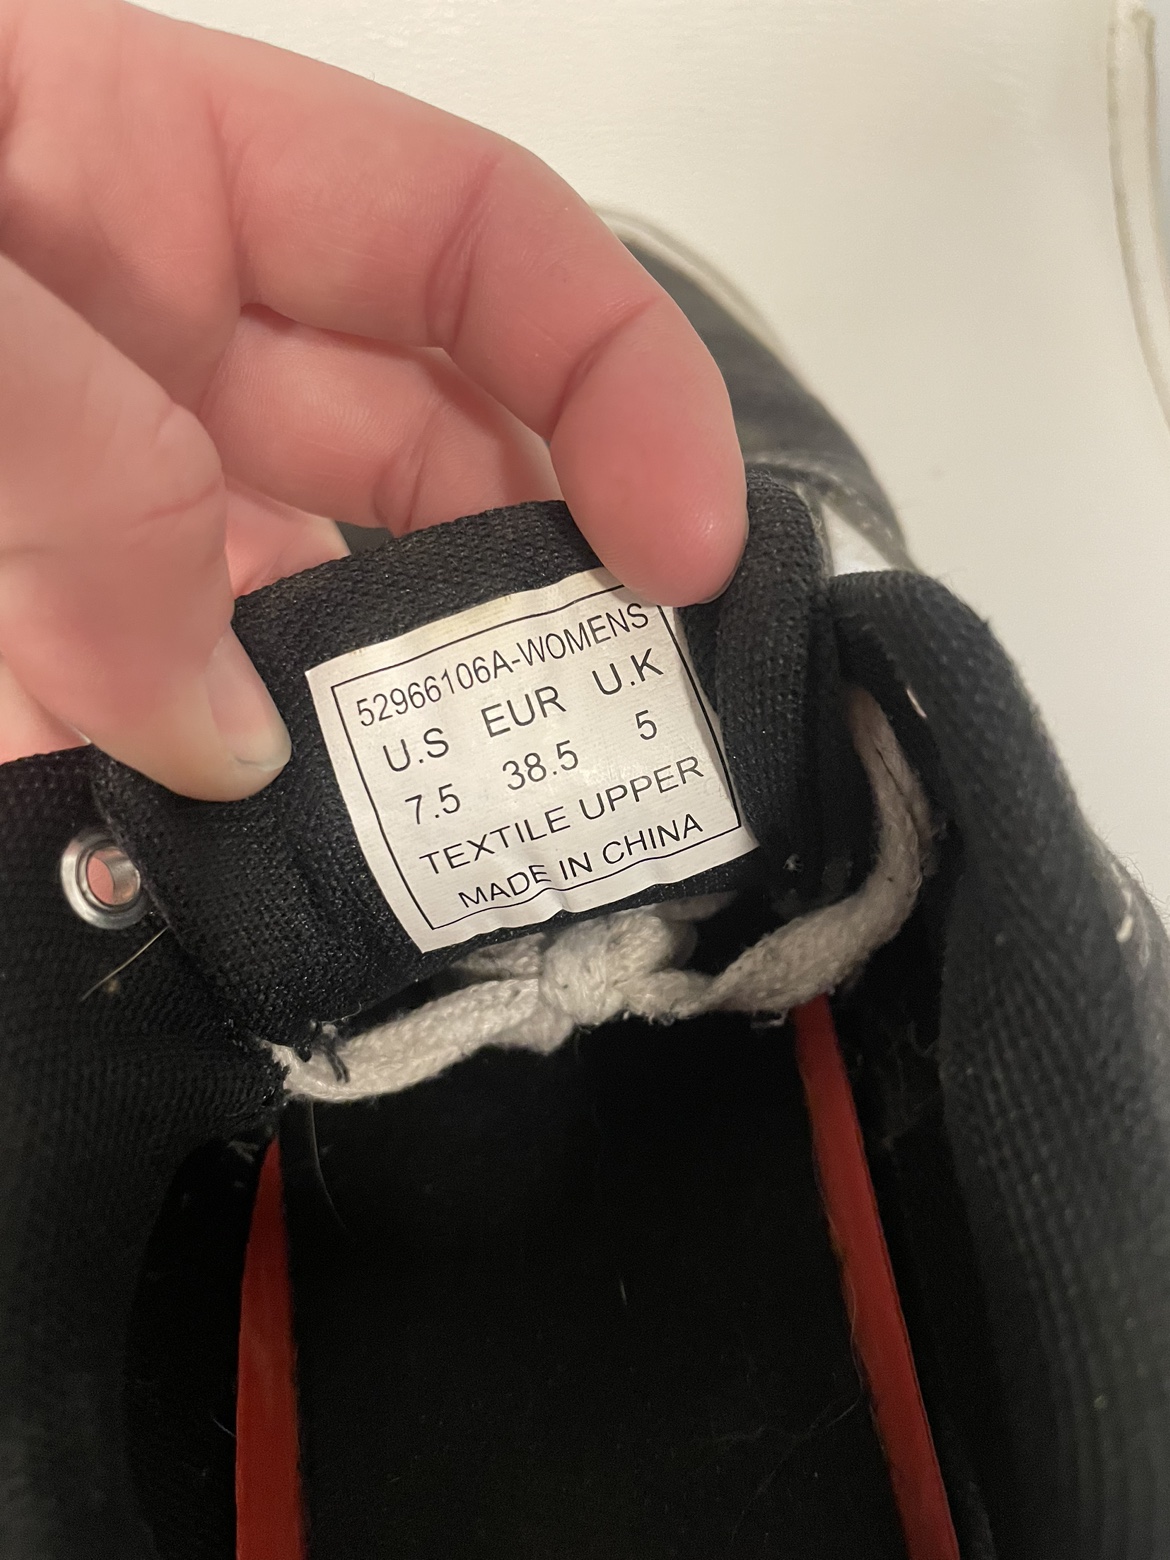 52966106A-WOMENS
U.S EUR U.K
7.5 38.5 5
TEXTILE UPPER
MADE IN CHINA